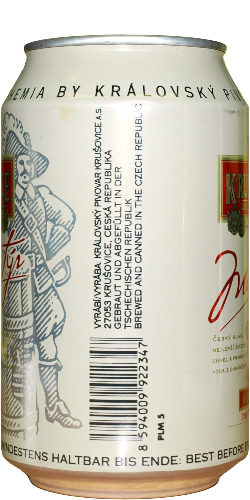 EMIA BY KRÁLOVSKÝ PIVO
VYRÁBÍ/VYRÁBA: KRÁLOVSKÝ PIVOVAR KRUŠOVICE A.S.
27053 KRUŠOVICE, ČESKÁ REPUBLIKA
GEBRAUT UND ABGEFÜLLT IN DER
TSCHECHISCHEN REPUBLIK
BREWED AND CANNED IN THE CZECH REPUBLIC
8 594009 922347
PLM 5
MINDESTENS HALTBAR BIS ENDE: BEST BEFORE